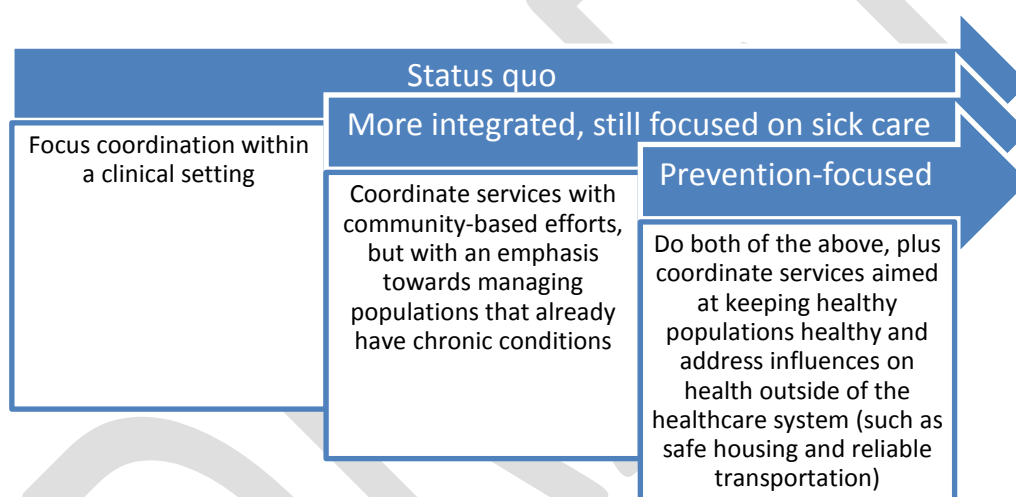 Status quo
Focus coordination within
a clinical setting
More integrated, still focused on sick care
Coordinate services with
community-based efforts,
but with an emphasis
towards managing
populations that already
have chronic conditions
Prevention-focused
Do both of the above, plus
coordinate services aimed
at keeping healthy
populations healthy and
address influences on
health outside of the
healthcare system (such as
safe housing and reliable
transportation)